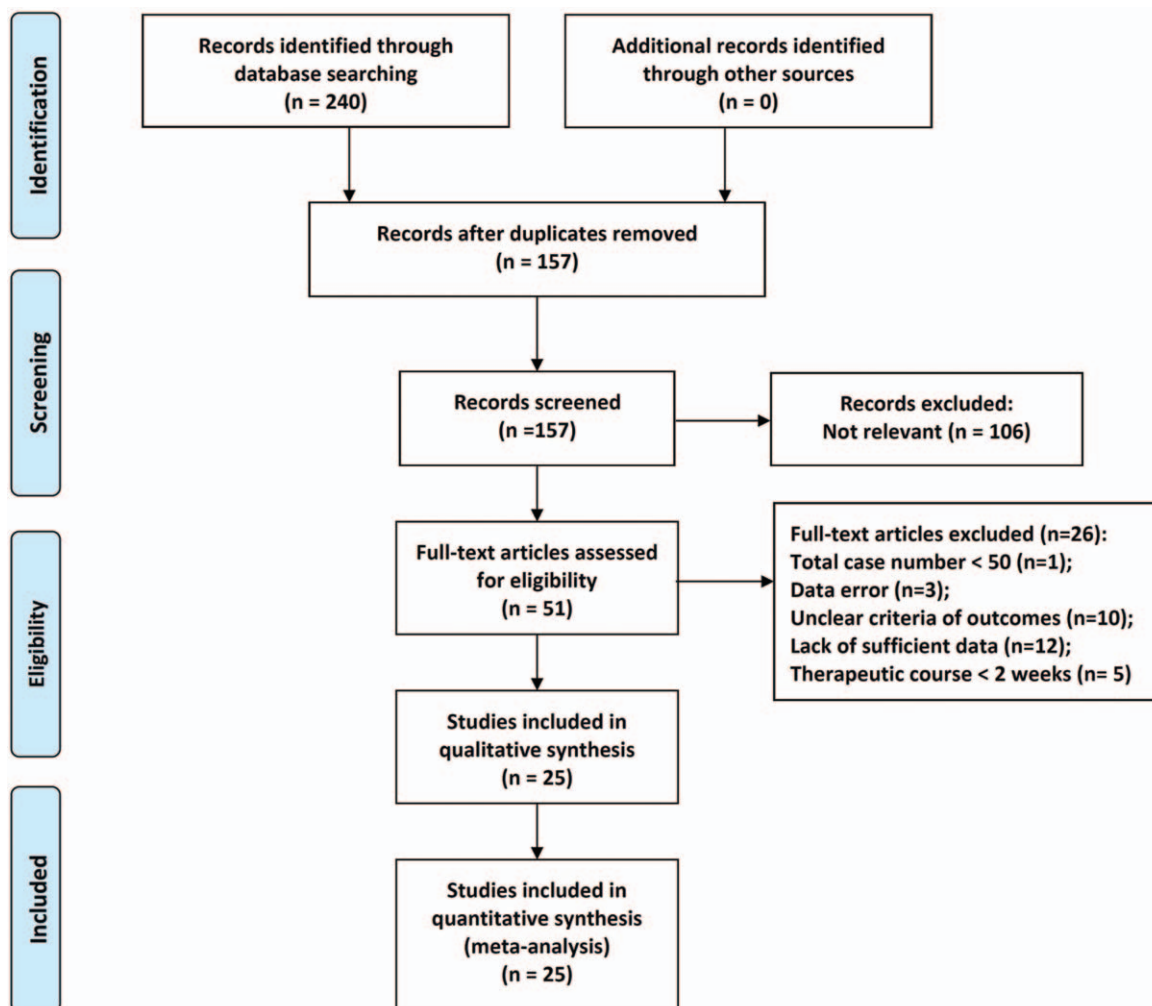 Identification
Records identified through
database searching
(n = 240)
Additional records identified
through other sources
(n = 0)
Records after duplicates removed
(n = 157)
Screening
Records screened
(n =157)
Records excluded:
Not relevant (n = 106)
Eligibility
Full-text articles assessed
for eligibility
(n = 51)
Full-text articles excluded (n=26):
Total case number < 50 (n=1);
Data error (n=3);
Unclear criteria of outcomes (n=10);
Lack of sufficient data (n=12);
Therapeutic course < 2 weeks (n= 5)
Studies included in
qualitative synthesis
(n = 25)
Included
Studies included in
quantitative synthesis
(meta-analysis)
(n = 25)